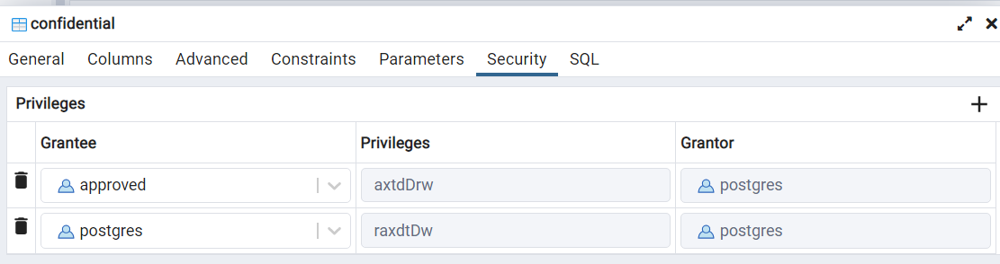 confidential
General Columns Advanced Constraints Parameters Security SQL
Privileges
Grantee Privileges Grantor
approved axtdDrw postgres
postgres raxdtDw postgres